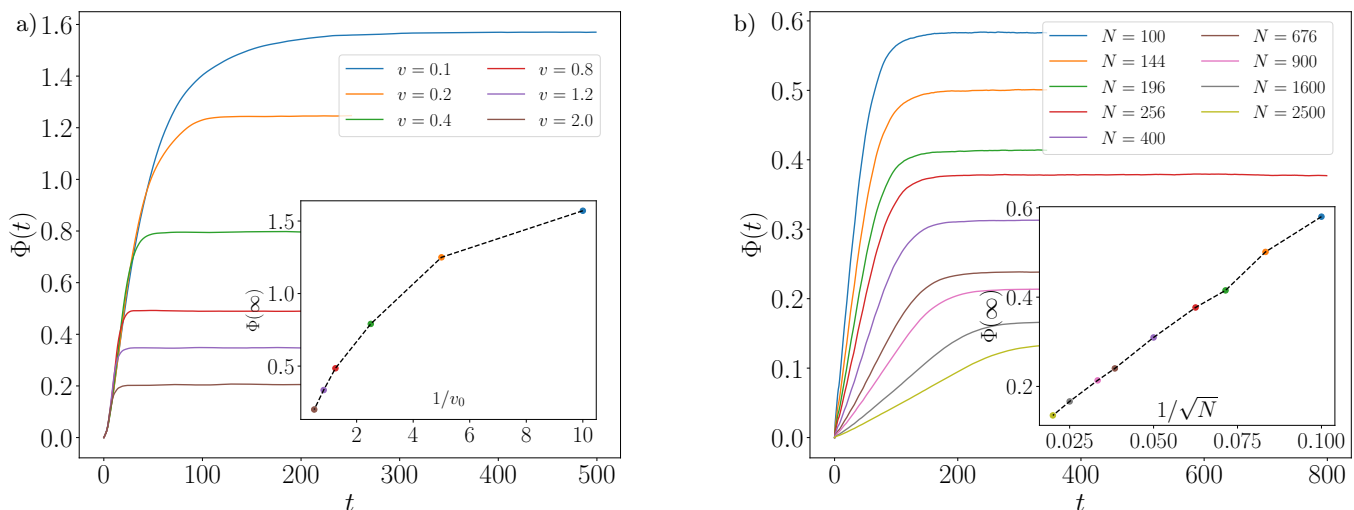 a)
Φ(t)
1.6
1.4
1.2
1.0
0.8
0.6
0.4
0.2
0.0
0 100 200 300 400 500
t
v = 0.1 v = 0.8
v = 0.2 v = 1.2
v = 0.4 v = 2.0
Φ(∞)
1.5
1.0
0.5
1/v₀
2 4 6 8 10
b)
Φ(t)
0.6
0.5
0.4
0.3
0.2
0.1
0.0
0 200 400 600 800
t
N = 100 N = 676
N = 144 N = 900
N = 196 N = 1600
N = 256 N = 2500
N = 400
Φ(∞)
0.6
0.4
0.2
1/√N
0.025 0.050 0.075 0.100